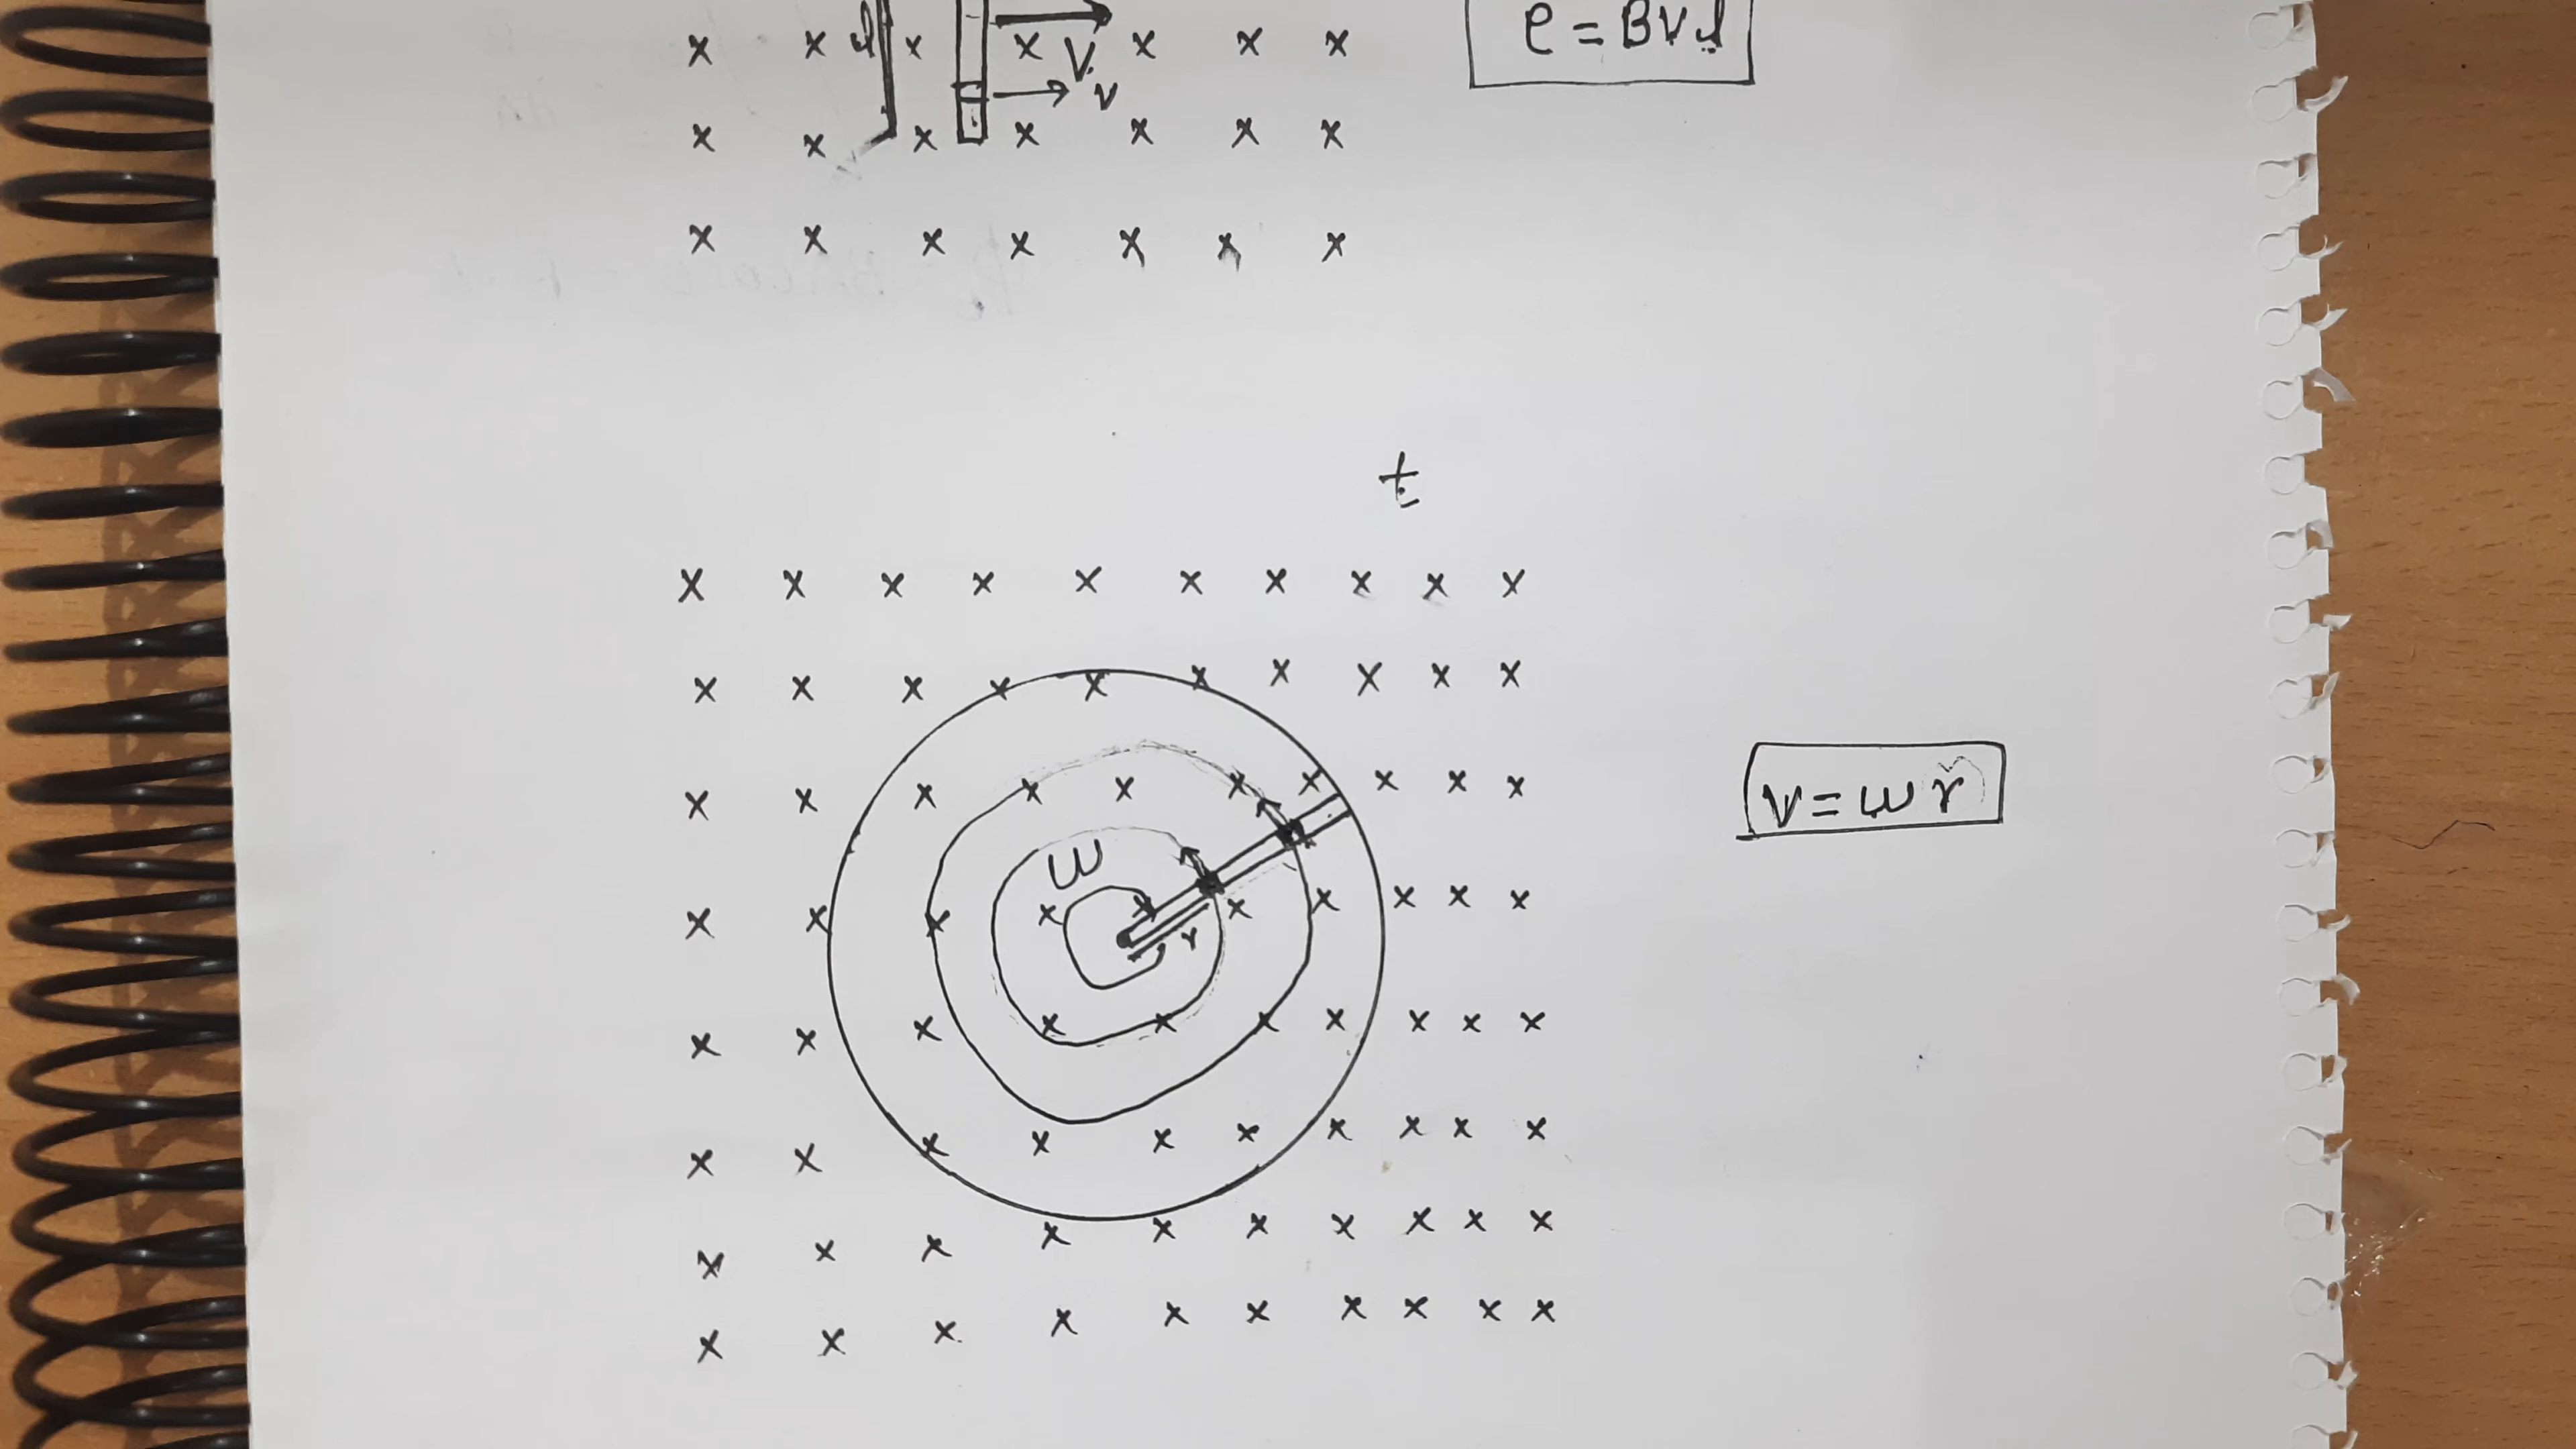 x x l x x V x x x e = Bvl
v
x x x x x x x
x x x x x x x
t
x x x x x x x x x x
x x x x x x x x x x
x x x x x x x x x x
v = ωr
ω
x x x x x x x x x
r
x x x x x x x x x x
x x x x x x x x x x
x x x x x x x x x x
x x x x x x x x x x